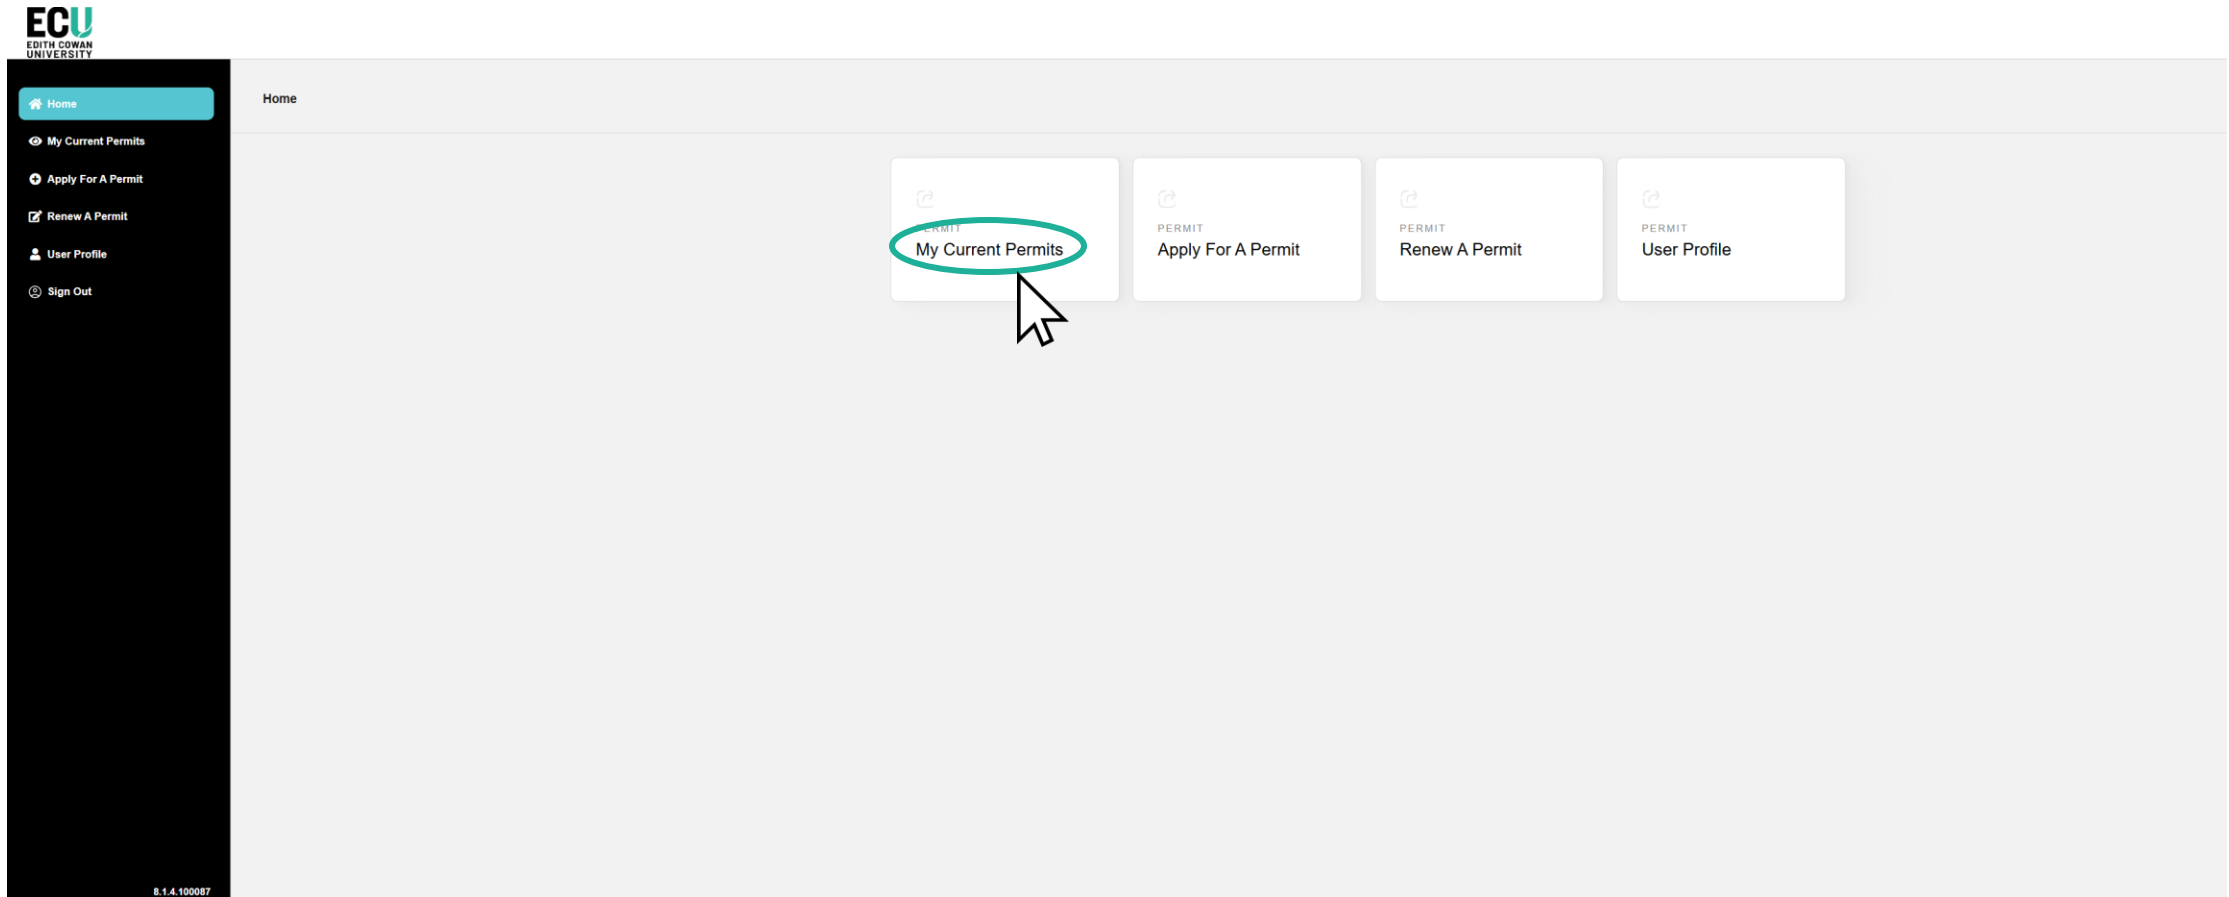 ECU
EDITH COWAN
UNIVERSITY
Home
My Current Permits
Apply For A Permit
Renew A Permit
User Profile
Sign Out
8.1.4.100087
Home
PERMIT
My Current Permits
PERMIT
Apply For A Permit
PERMIT
Renew A Permit
PERMIT
User Profile